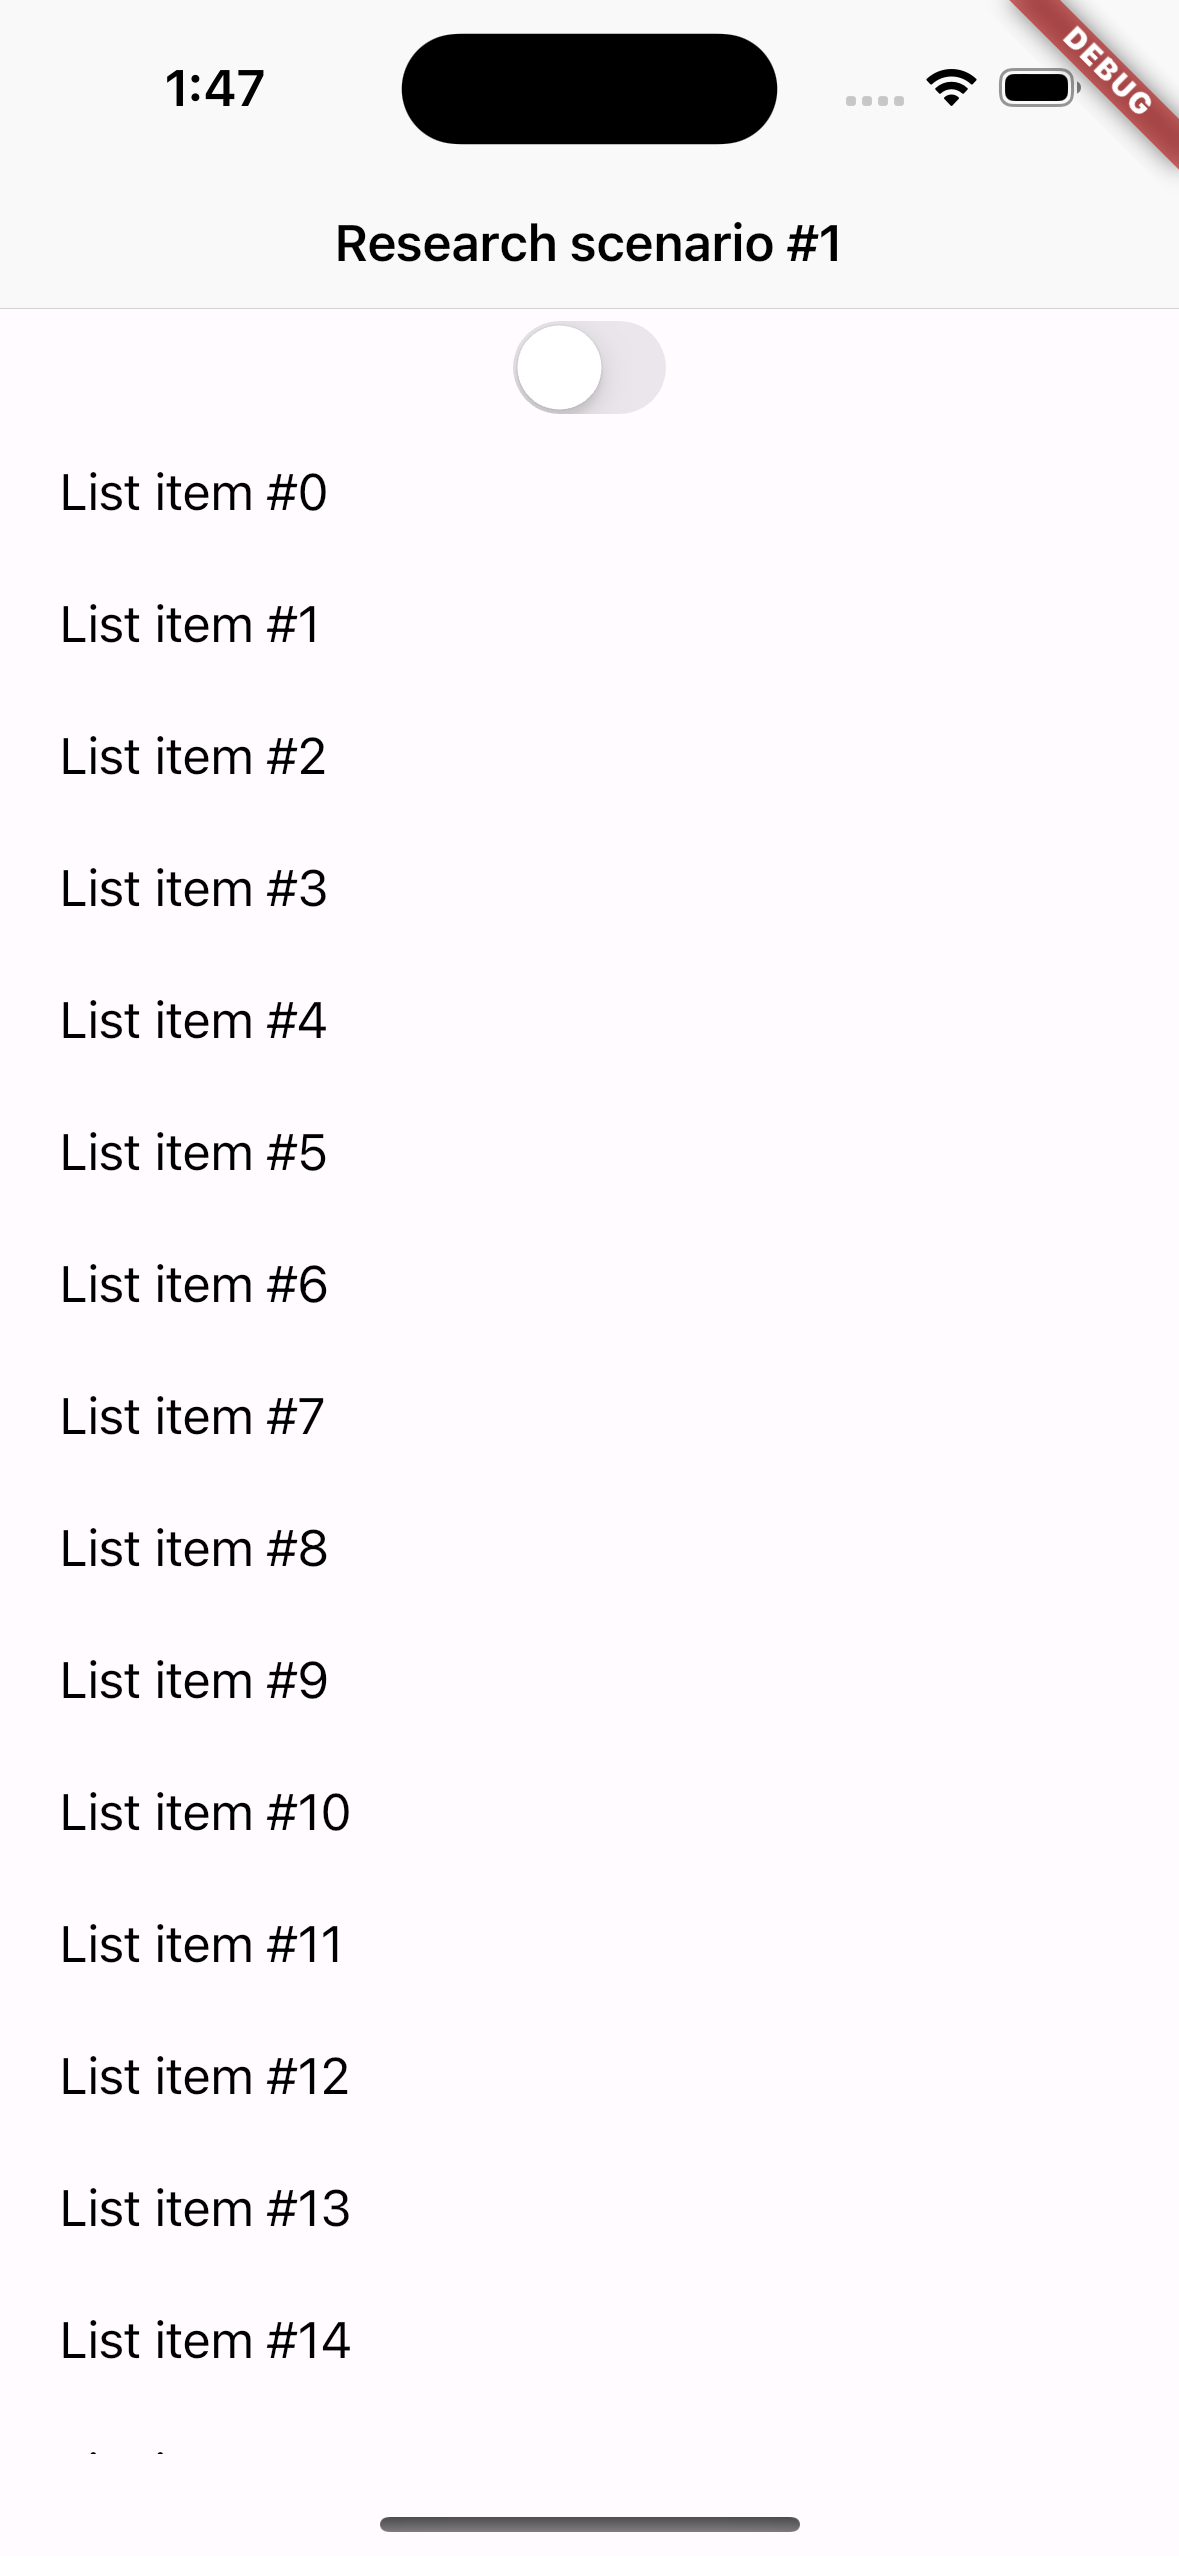 1:47
DEBUG
Research scenario #1
List item #0
List item #1
List item #2
List item #3
List item #4
List item #5
List item #6
List item #7
List item #8
List item #9
List item #10
List item #11
List item #12
List item #13
List item #14